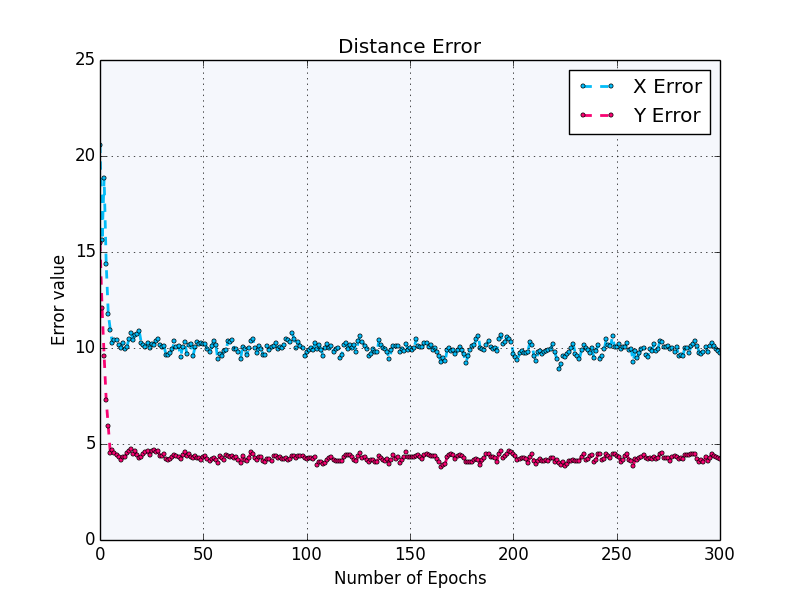 Distance Error
X Error
Y Error
Error value
25
20
15
10
5
0
0 50 100 150 200 250 300
Number of Epochs